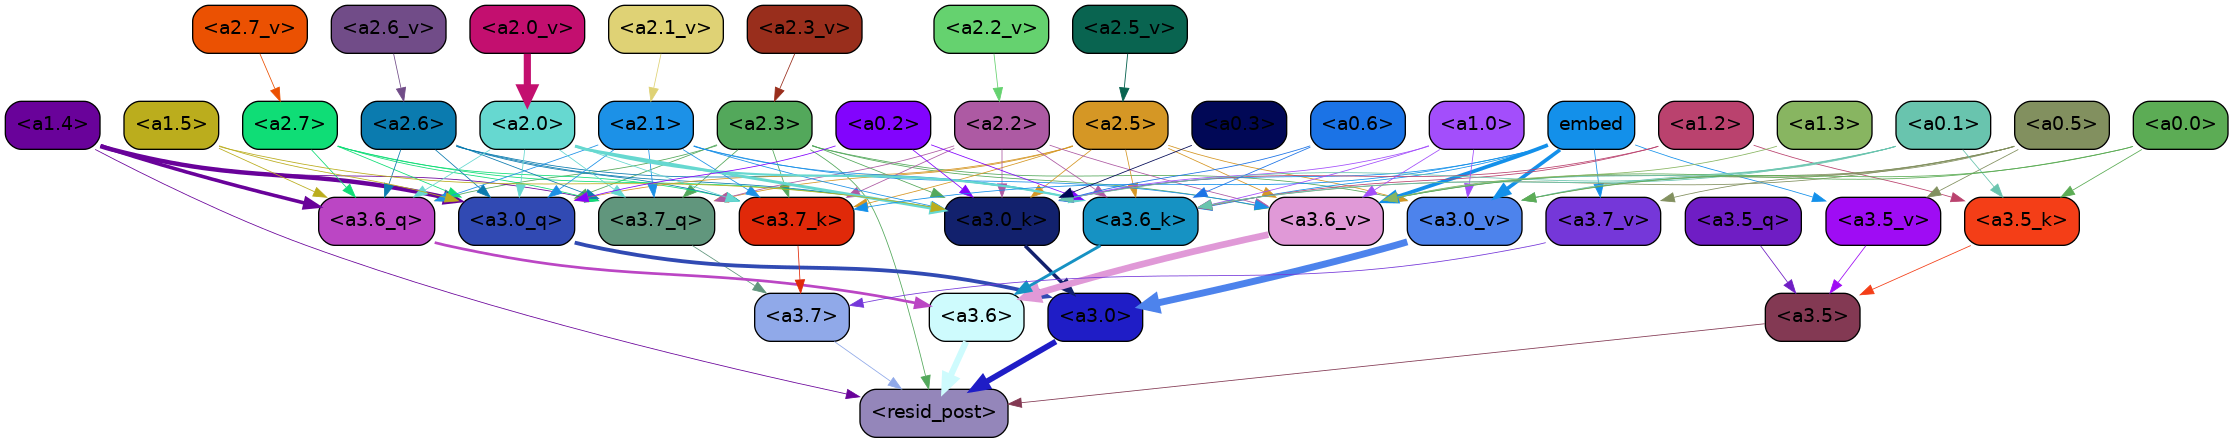 <a2.7_v> <a2.6_v> <a2.0_v> <a2.1_v> <a2.3_v> <a2.2_v> <a2.5_v>
<a1.4> <a1.5> <a2.7> <a2.6> <a2.0> <a2.1> <a2.3> <a0.2> <a2.2> <a2.5> <a0.3> <a0.6> <a1.0> embed <a1.2> <a1.3> <a0.1> <a0.5> <a0.0>
<a3.6_q> <a3.0_q> <a3.7_q> <a3.7_k> <a3.0_k> <a3.6_k> <a3.6_v> <a3.0_v> <a3.7_v> <a3.5_q> <a3.5_v> <a3.5_k>
<a3.7> <a3.6> <a3.0> <a3.5>
<resid_post>